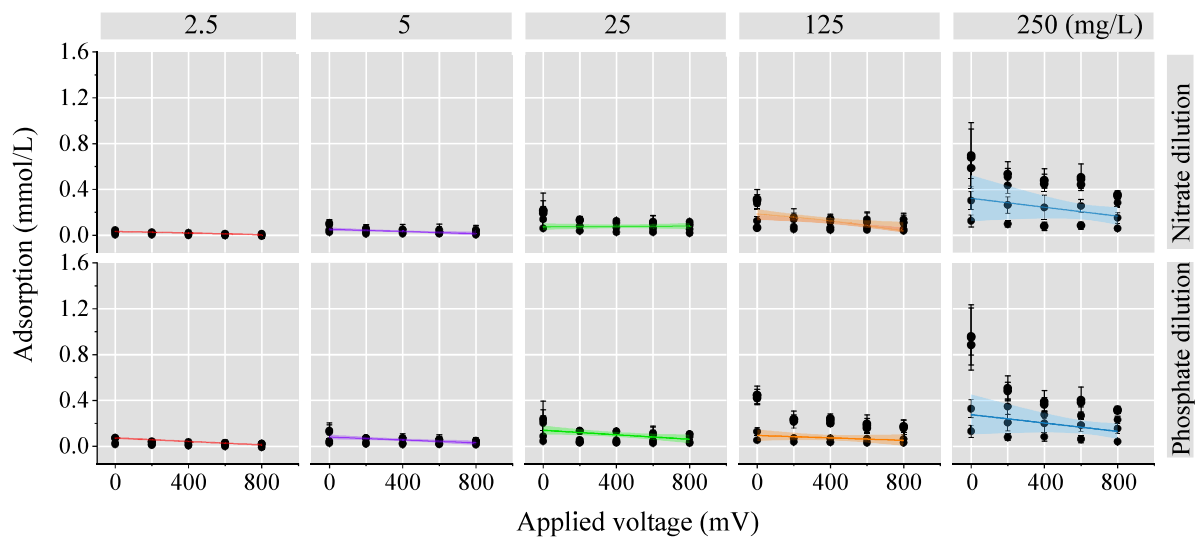 2.5 5 25 125 250 (mg/L)
1.6
1.2
0.8
0.4
0.0
Nitrate dilution
Adsorption (mmol/L)
1.6
1.2
0.8
0.4
0.0
Phosphate dilution
0 400 800 0 400 800 0 400 800 0 400 800 0 400 800
Applied voltage (mV)